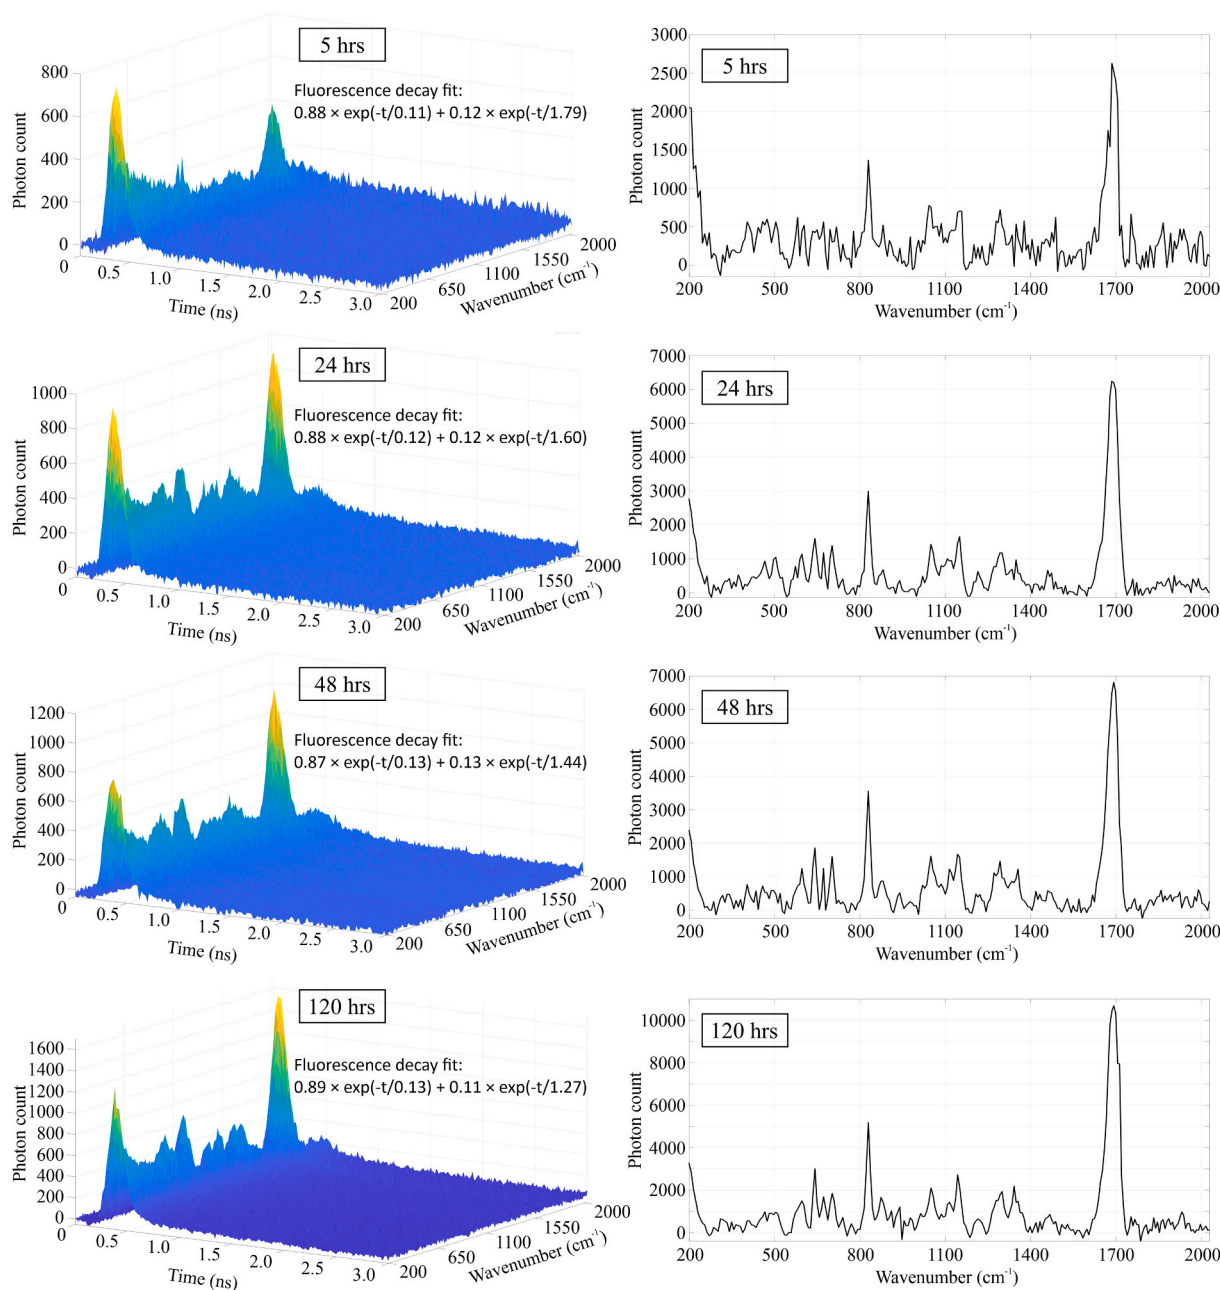 5 hrs
Fluorescence decay fit:
0.88 × exp(-t/0.11) + 0.12 × exp(-t/1.79)
800
600
400
200
0
Photon count
0
0.5
1.0
1.5
2.0
2.5
3.0
Time (ns)
200
650
1100
1550
2000
Wavenumber (cm⁻¹)
5 hrs
3000
2500
2000
1500
1000
500
0
Photon count
200 500 800 1100 1400 1700 2000
Wavenumber (cm⁻¹)
24 hrs
Fluorescence decay fit:
0.88 × exp(-t/0.12) + 0.12 × exp(-t/1.60)
1000
800
600
400
200
0
Photon count
0
0.5
1.0
1.5
2.0
2.5
3.0
Time (ns)
200
650
1100
1550
2000
Wavenumber (cm⁻¹)
24 hrs
7000
6000
5000
4000
3000
2000
1000
0
Photon count
200 500 800 1100 1400 1700 2000
Wavenumber (cm⁻¹)
48 hrs
Fluorescence decay fit:
0.87 × exp(-t/0.13) + 0.13 × exp(-t/1.44)
1200
1000
800
600
400
200
0
Photon count
0
0.5
1.0
1.5
2.0
2.5
3.0
Time (ns)
200
650
1100
1550
2000
Wavenumber (cm⁻¹)
48 hrs
7000
6000
5000
4000
3000
2000
1000
0
Photon count
200 500 800 1100 1400 1700 2000
Wavenumber (cm⁻¹)
120 hrs
Fluorescence decay fit:
0.89 × exp(-t/0.13) + 0.11 × exp(-t/1.27)
1600
1400
1200
1000
800
600
400
200
0
Photon count
0
0.5
1.0
1.5
2.0
2.5
3.0
Time (ns)
200
650
1100
1550
2000
Wavenumber (cm⁻¹)
120 hrs
10000
8000
6000
4000
2000
0
Photon count
200 500 800 1100 1400 1700 2000
Wavenumber (cm⁻¹)